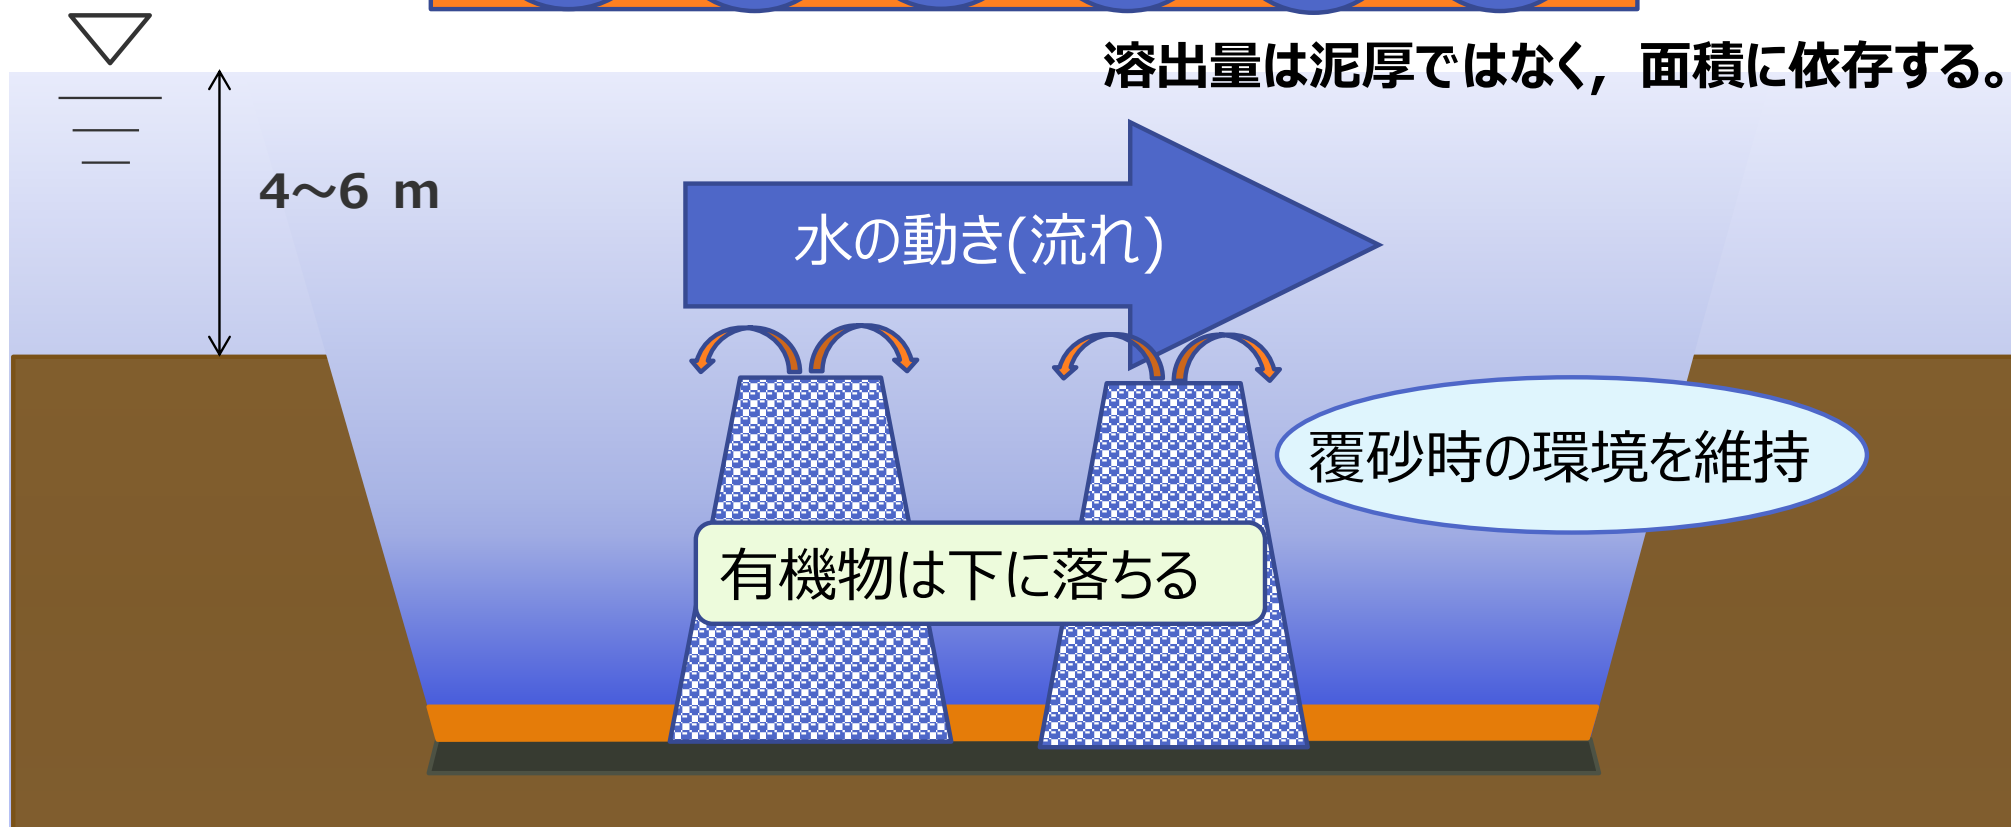 溶出量は泥厚ではなく，面積に依存する。
4～6 m
水の動き(流れ)
覆砂時の環境を維持
有機物は下に落ちる